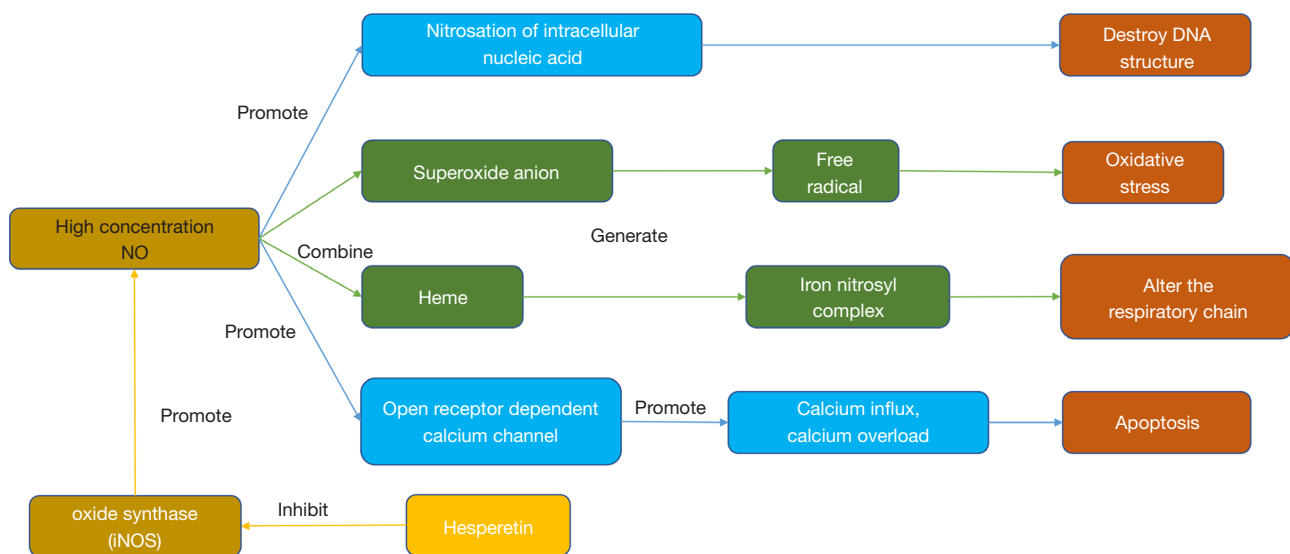 Nitrosation of intracellular
nucleic acid
Destroy DNA
structure
Promote
Superoxide anion
Free
radical
Oxidative
stress
High concentration
NO
Combine
Generate
Heme
Iron nitrosyl
complex
Alter the
respiratory chain
Promote
Open receptor dependent
calcium channel
Promote
Calcium influx,
calcium overload
Apoptosis
Promote
oxide synthase
(iNOS)
Inhibit
Hesperetin